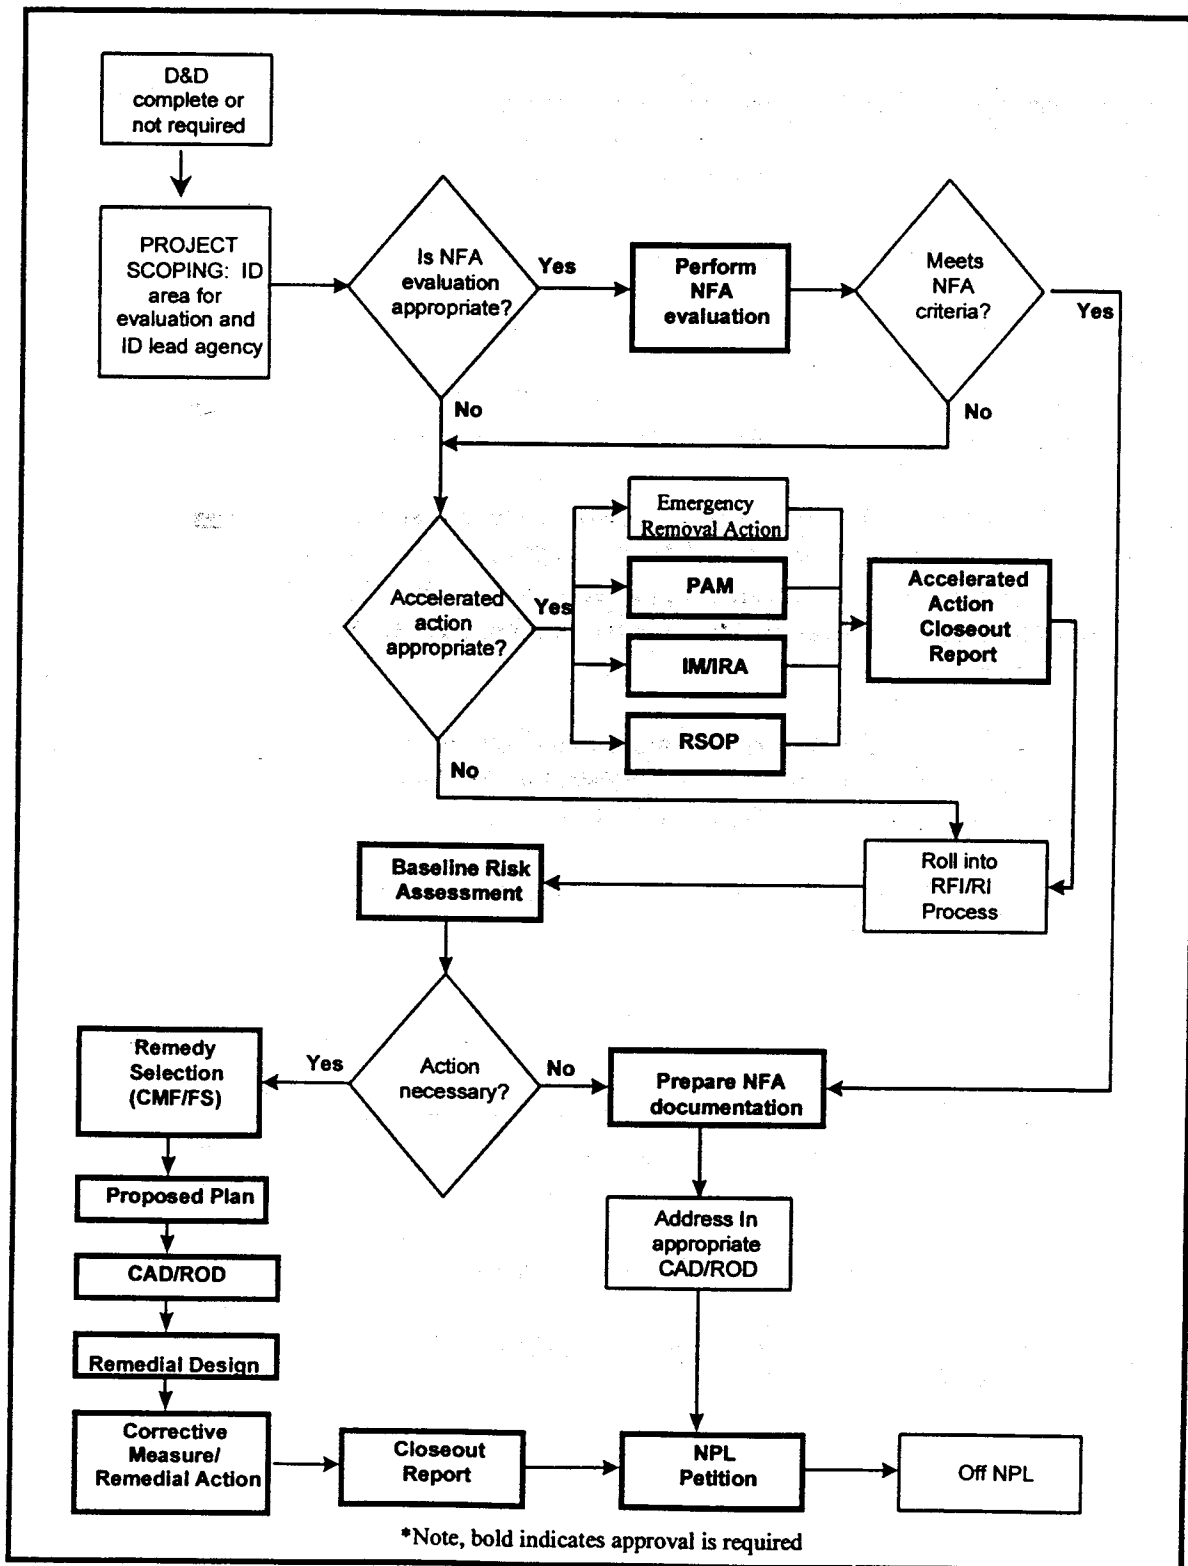 D&D
complete or
not required
PROJECT
SCOPING: ID
area for
evaluation and
ID lead agency
Is NFA
evaluation
appropriate?
Yes
Perform
NFA
evaluation
Meets
NFA
criteria?
Yes
No
No
Accelerated
action
appropriate?
Yes
Emergency
Removal Action
PAM
IM/IRA
RSOP
Accelerated
Action
Closeout
Report
No
Roll into
RFI/RI
Process
Baseline Risk
Assessment
Action
necessary?
Yes
No
Remedy
Selection
(CMF/FS)
Prepare NFA
documentation
Proposed Plan
Address In
appropriate
CAD/ROD
CAD/ROD
Remedial Design
Corrective
Measure/
Remedial Action
Closeout
Report
NPL
Petition
Off NPL
*Note, bold indicates approval is required